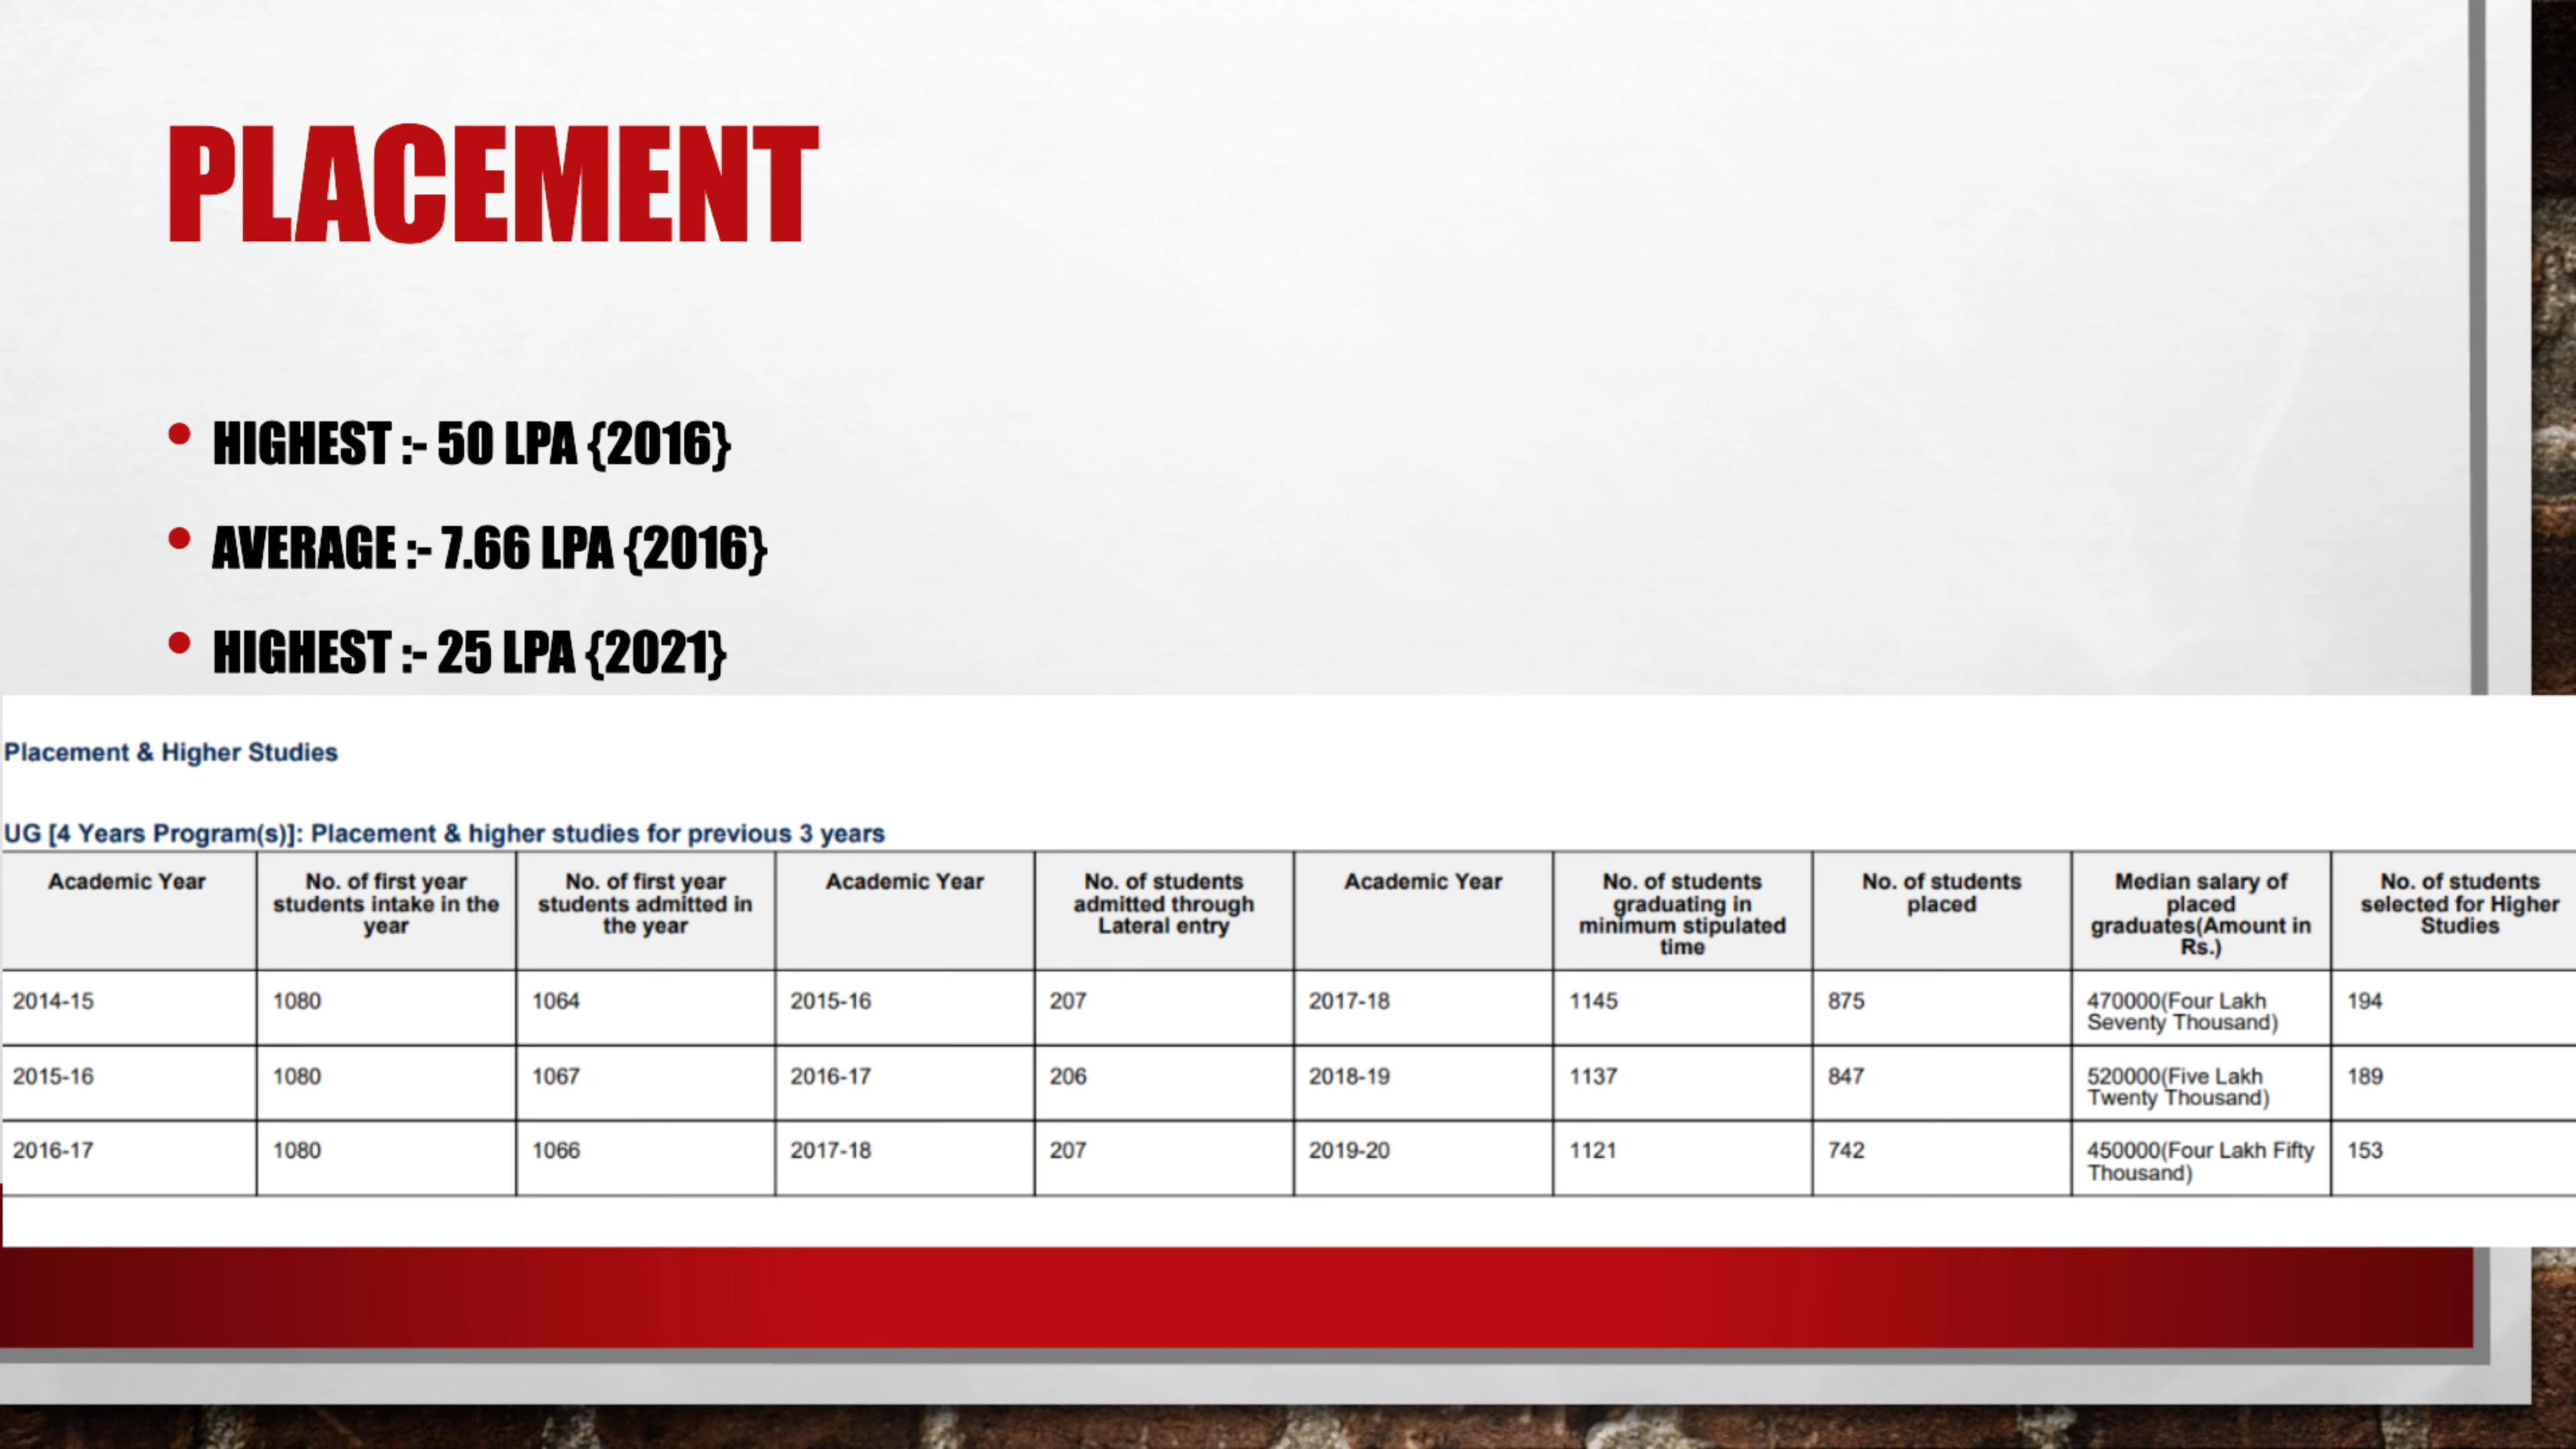 PLACEMENT
• HIGHEST :- 50 LPA {2016}
• AVERAGE :- 7.66 LPA {2016}
• HIGHEST :- 25 LPA {2021}
Placement & Higher Studies
UG [4 Years Program(s)]: Placement & higher studies for previous 3 years
Academic Year | No. of first year students intake in the year | No. of first year students admitted in the year | Academic Year | No. of students admitted through Lateral entry | Academic Year | No. of students graduating in minimum stipulated time | No. of students placed | Median salary of placed graduates(Amount in Rs.) | No. of students selected for Higher Studies
2014-15 | 1080 | 1064 | 2015-16 | 207 | 2017-18 | 1145 | 875 | 470000(Four Lakh Seventy Thousand) | 194
2015-16 | 1080 | 1067 | 2016-17 | 206 | 2018-19 | 1137 | 847 | 520000(Five Lakh Twenty Thousand) | 189
2016-17 | 1080 | 1066 | 2017-18 | 207 | 2019-20 | 1121 | 742 | 450000(Four Lakh Fifty Thousand) | 153